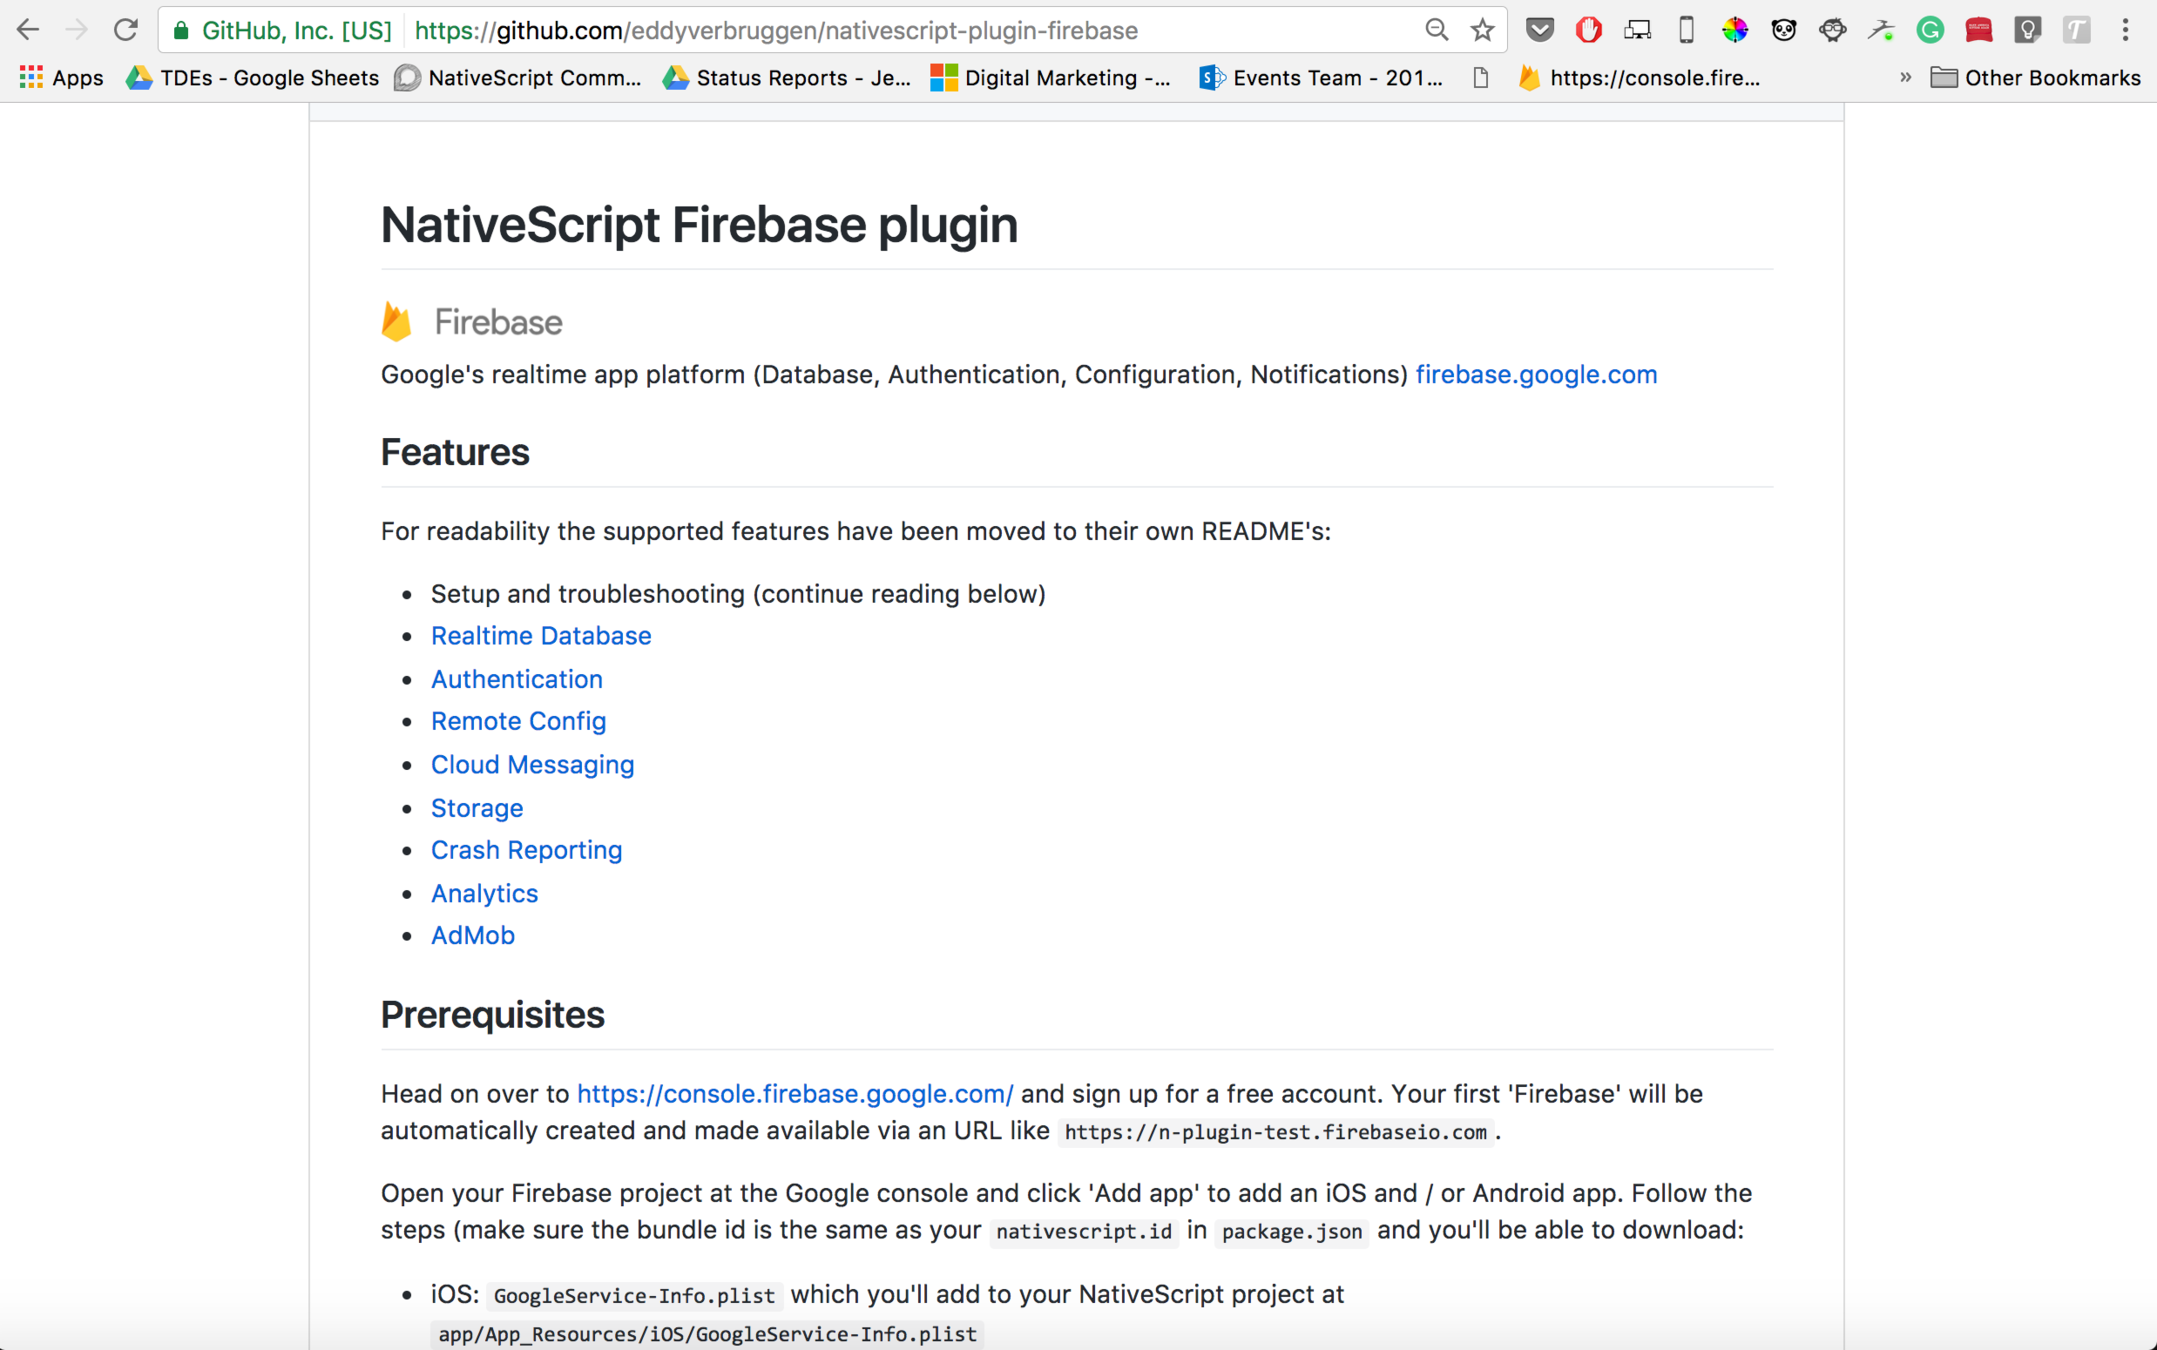 GitHub, Inc. [US] https://github.com/eddyverbruggen/nativescript-plugin-firebase
Apps TDEs - Google Sheets NativeScript Comm... Status Reports - Je... Digital Marketing -... Events Team - 201... https://console.fire... » Other Bookmarks
NativeScript Firebase plugin
Firebase
Google's realtime app platform (Database, Authentication, Configuration, Notifications) firebase.google.com
Features
For readability the supported features have been moved to their own README's:
• Setup and troubleshooting (continue reading below)
• Realtime Database
• Authentication
• Remote Config
• Cloud Messaging
• Storage
• Crash Reporting
• Analytics
• AdMob
Prerequisites
Head on over to https://console.firebase.google.com/ and sign up for a free account. Your first 'Firebase' will be
automatically created and made available via an URL like https://n-plugin-test.firebaseio.com.
Open your Firebase project at the Google console and click 'Add app' to add an iOS and / or Android app. Follow the
steps (make sure the bundle id is the same as your nativescript.id in package.json and you'll be able to download:
• iOS: GoogleService-Info.plist which you'll add to your NativeScript project at
app/App_Resources/iOS/GoogleService-Info.plist